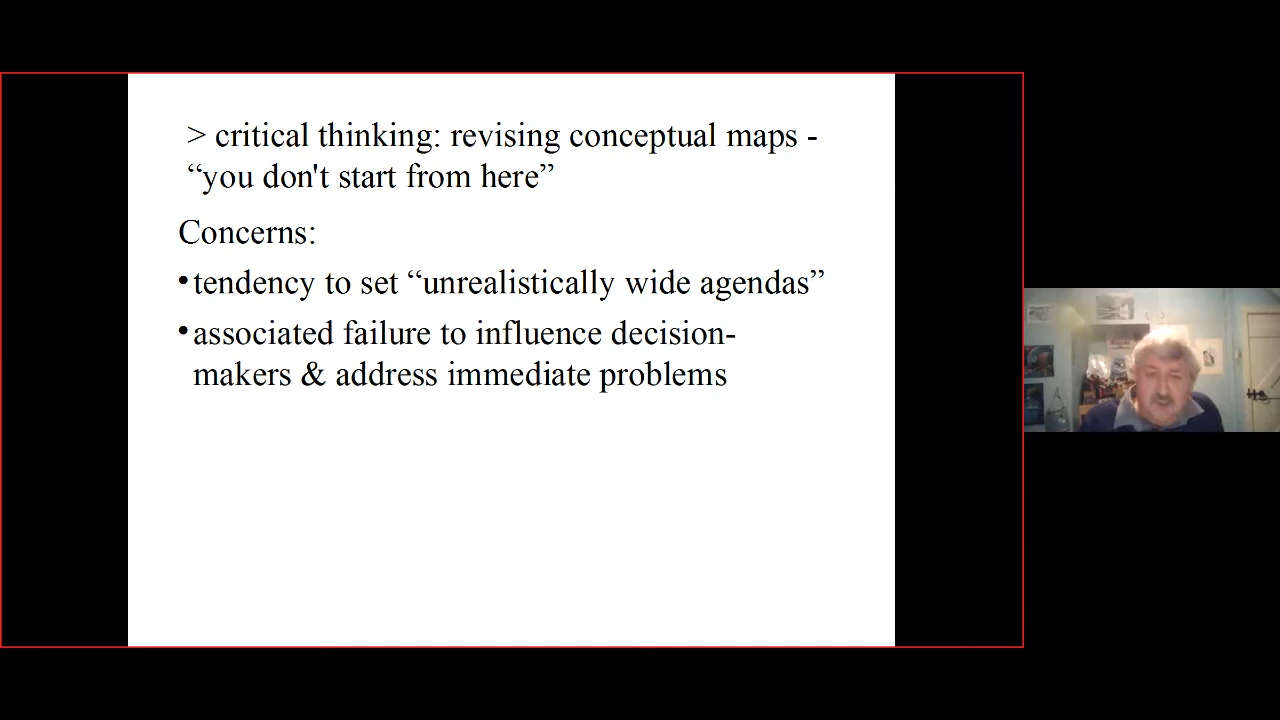 > critical thinking: revising conceptual maps -
“you don't start from here”
Concerns:
•tendency to set “unrealistically wide agendas”
•associated failure to influence decision-
makers & address immediate problems